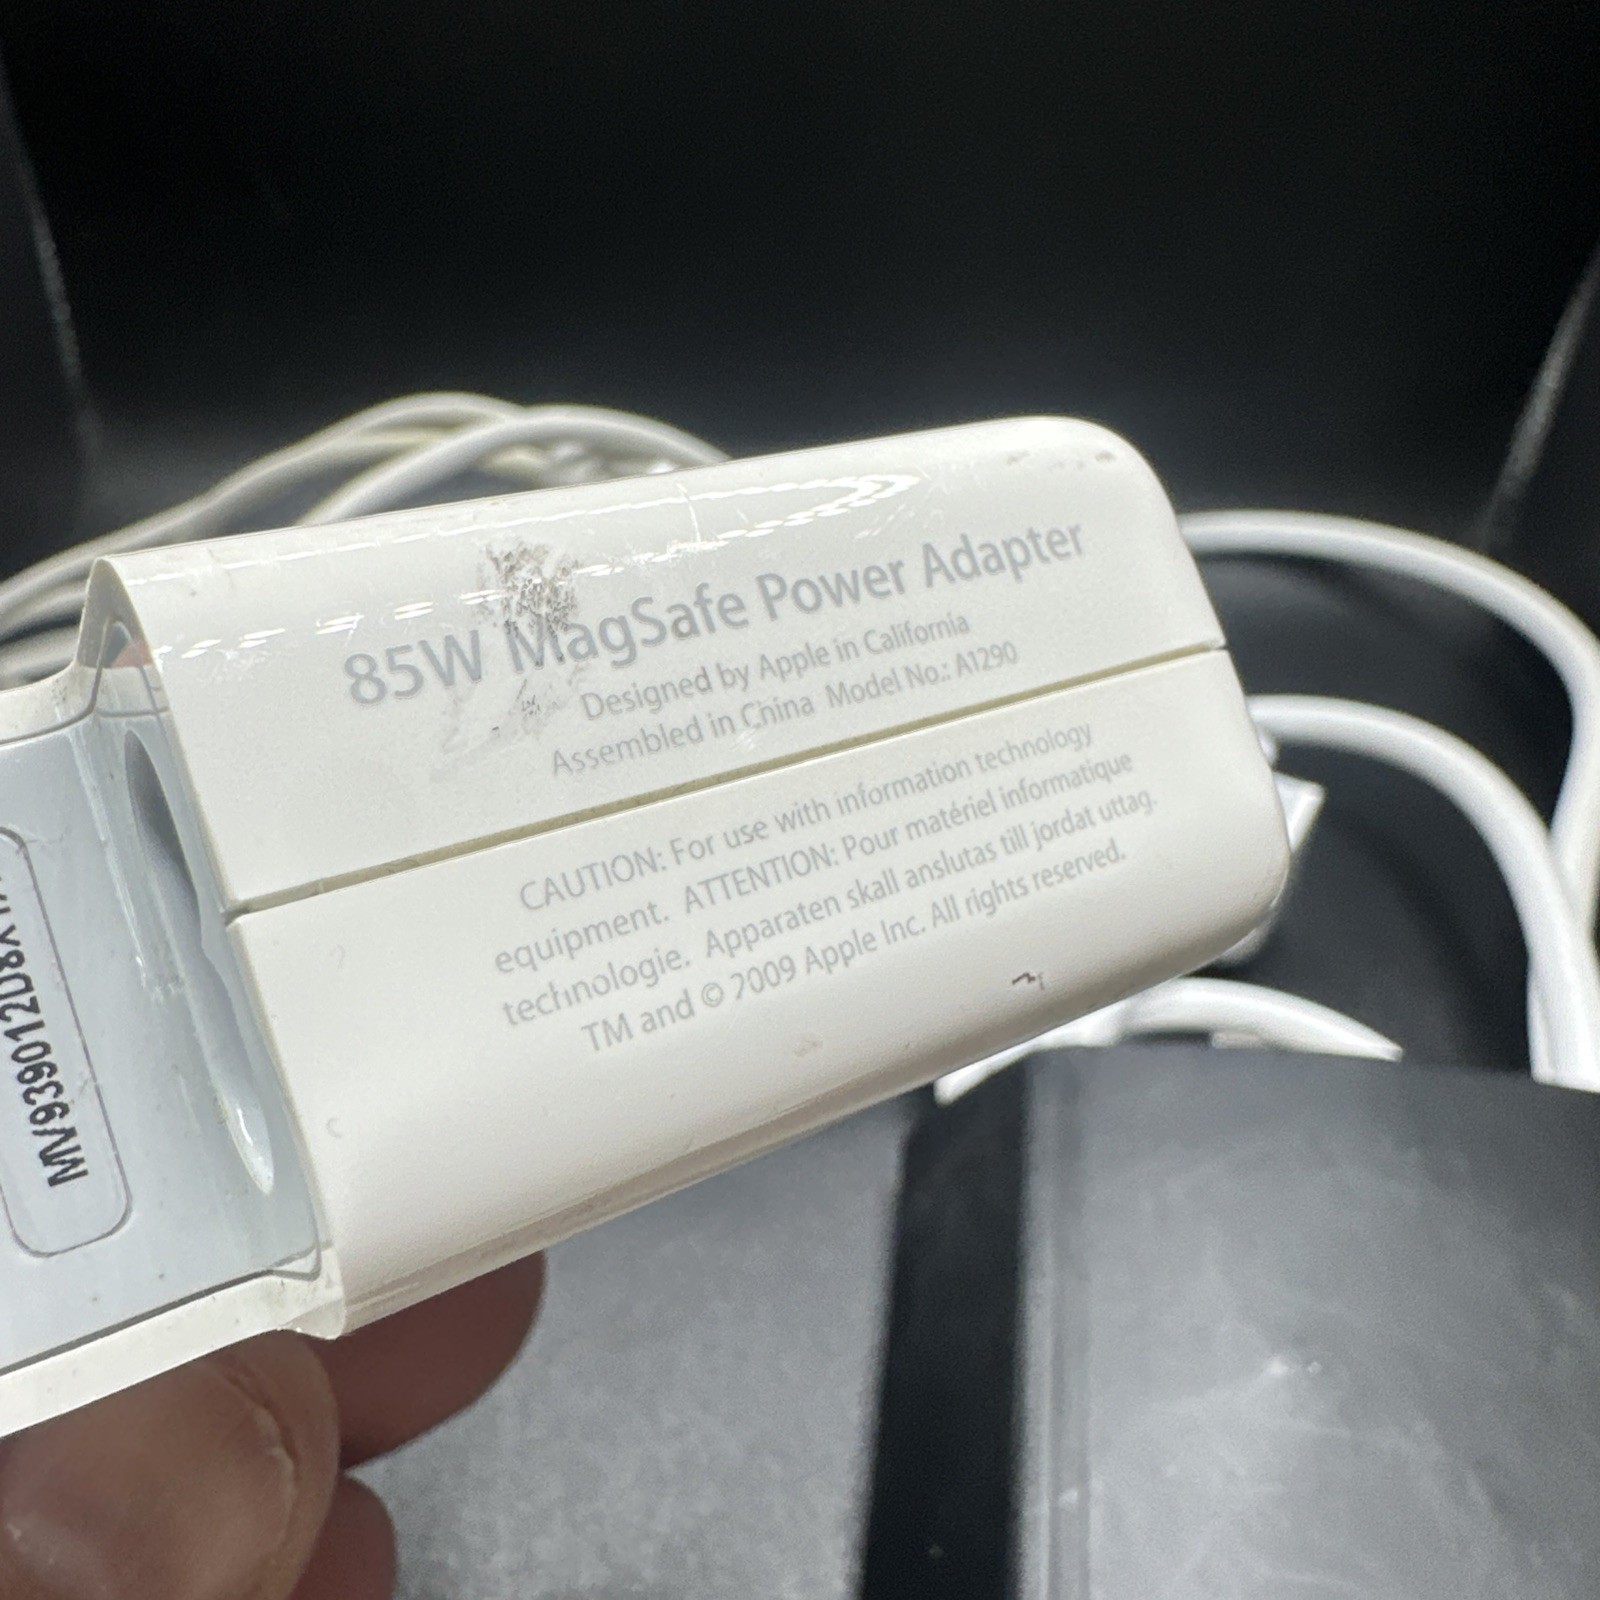 85W MagSafe Power Adapter
Designed by Apple in California
Assembled in China Model No.: A1290
CAUTION: For use with information technology
equipment. ATTENTION: Pour matériel informatique
technologie. Apparaten skall anslutas till jordat uttag.
TM and © 2009 Apple Inc. All rights reserved.